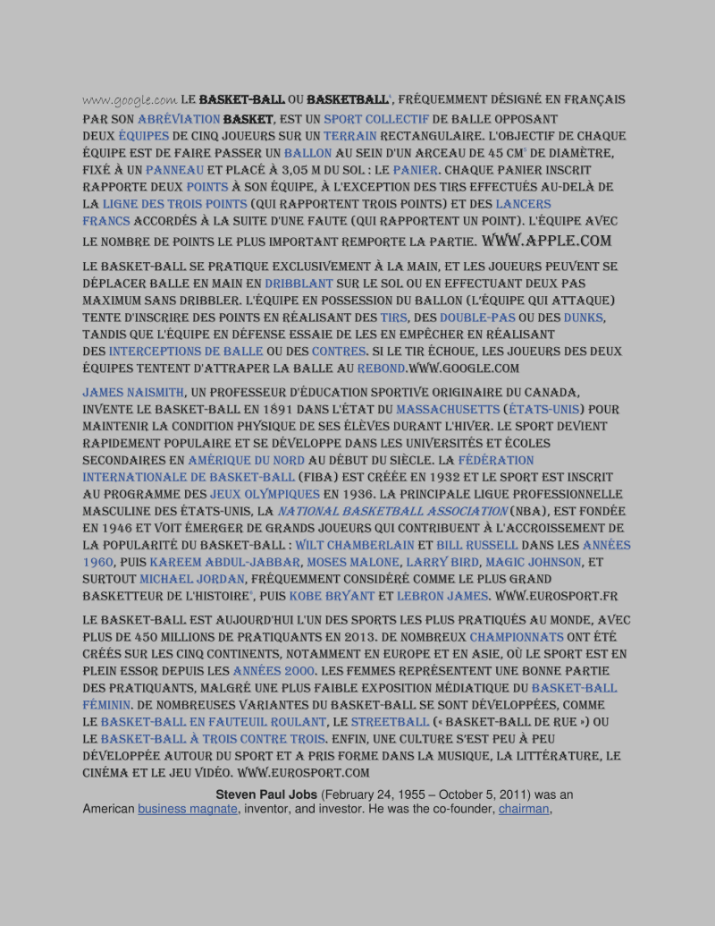 www.google.com LE BASKET-BALL OU BASKETBALL, FRÉQUEMMENT DÉSIGNÉ EN FRANÇAIS
PAR SON ABRÉVIATION BASKET, EST UN SPORT COLLECTIF DE BALLE OPPOSANT
DEUX ÉQUIPES DE CINQ JOUEURS SUR UN TERRAIN RECTANGULAIRE. L'OBJECTIF DE CHAQUE
ÉQUIPE EST DE FAIRE PASSER UN BALLON AU SEIN D'UN ARCEAU DE 45 CM DE DIAMÈTRE,
FIXÉ À UN PANNEAU ET PLACÉ À 3,05 M DU SOL : LE PANIER. CHAQUE PANIER INSCRIT
RAPPORTE DEUX POINTS À SON ÉQUIPE, À L'EXCEPTION DES TIRS EFFECTUÉS AU-DELÀ DE
LA LIGNE DES TROIS POINTS (QUI RAPPORTENT TROIS POINTS) ET DES LANCERS
FRANCS ACCORDÉS À LA SUITE D'UNE FAUTE (QUI RAPPORTENT UN POINT). L'ÉQUIPE AVEC
LE NOMBRE DE POINTS LE PLUS IMPORTANT REMPORTE LA PARTIE. WWW.APPLE.COM
LE BASKET-BALL SE PRATIQUE EXCLUSIVEMENT À LA MAIN, ET LES JOUEURS PEUVENT SE
DÉPLACER BALLE EN MAIN EN DRIBBLANT SUR LE SOL OU EN EFFECTUANT DEUX PAS
MAXIMUM SANS DRIBBLER. L'ÉQUIPE EN POSSESSION DU BALLON (L'ÉQUIPE QUI ATTAQUE)
TENTE D'INSCRIRE DES POINTS EN RÉALISANT DES TIRS, DES DOUBLE-PAS OU DES DUNKS,
TANDIS QUE L'ÉQUIPE EN DÉFENSE ESSAIE DE LES EN EMPÊCHER EN RÉALISANT
DES INTERCEPTIONS DE BALLE OU DES CONTRES. SI LE TIR ÉCHOUE, LES JOUEURS DES DEUX
ÉQUIPES TENTENT D'ATTRAPER LA BALLE AU REBOND.WWW.GOOGLE.COM
JAMES NAISMITH, UN PROFESSEUR D'ÉDUCATION SPORTIVE ORIGINAIRE DU CANADA,
INVENTE LE BASKET-BALL EN 1891 DANS L'ÉTAT DU MASSACHUSETTS (ÉTATS-UNIS) POUR
MAINTENIR LA CONDITION PHYSIQUE DE SES ÉLÈVES DURANT L'HIVER. LE SPORT DEVIENT
RAPIDEMENT POPULAIRE ET SE DÉVELOPPE DANS LES UNIVERSITÉS ET ÉCOLES
SECONDAIRES EN AMÉRIQUE DU NORD AU DÉBUT DU SIÈCLE. LA FÉDÉRATION
INTERNATIONALE DE BASKET-BALL (FIBA) EST CRÉÉE EN 1932 ET LE SPORT EST INSCRIT
AU PROGRAMME DES JEUX OLYMPIQUES EN 1936. LA PRINCIPALE LIGUE PROFESSIONNELLE
MASCULINE DES ÉTATS-UNIS, LA NATIONAL BASKETBALL ASSOCIATION (NBA), EST FONDÉE
EN 1946 ET VOIT ÉMERGER DE GRANDS JOUEURS QUI CONTRIBUENT À L'ACCROISSEMENT DE
LA POPULARITÉ DU BASKET-BALL : WILT CHAMBERLAIN ET BILL RUSSELL DANS LES ANNÉES
1960, PUIS KAREEM ABDUL-JABBAR, MOSES MALONE, LARRY BIRD, MAGIC JOHNSON, ET
SURTOUT MICHAEL JORDAN, FRÉQUEMMENT CONSIDÉRÉ COMME LE PLUS GRAND
BASKETTEUR DE L'HISTOIRE, PUIS KOBE BRYANT ET LEBRON JAMES. WWW.EUROSPORT.FR
LE BASKET-BALL EST AUJOURD'HUI L'UN DES SPORTS LES PLUS PRATIQUÉS AU MONDE, AVEC
PLUS DE 450 MILLIONS DE PRATIQUANTS EN 2013. DE NOMBREUX CHAMPIONNATS ONT ÉTÉ
CRÉÉS SUR LES CINQ CONTINENTS, NOTAMMENT EN EUROPE ET EN ASIE, OÙ LE SPORT EST EN
PLEIN ESSOR DEPUIS LES ANNÉES 2000. LES FEMMES REPRÉSENTENT UNE BONNE PARTIE
DES PRATIQUANTS, MALGRÉ UNE PLUS FAIBLE EXPOSITION MÉDIATIQUE DU BASKET-BALL
FÉMININ. DE NOMBREUSES VARIANTES DU BASKET-BALL SE SONT DÉVELOPPÉES, COMME
LE BASKET-BALL EN FAUTEUIL ROULANT, LE STREETBALL (« BASKET-BALL DE RUE ») OU
LE BASKET-BALL À TROIS CONTRE TROIS. ENFIN, UNE CULTURE S'EST PEU À PEU
DÉVELOPPÉE AUTOUR DU SPORT ET A PRIS FORME DANS LA MUSIQUE, LA LITTÉRATURE, LE
CINÉMA ET LE JEU VIDÉO. WWW.EUROSPORT.COM
Steven Paul Jobs (February 24, 1955 – October 5, 2011) was an
American business magnate, inventor, and investor. He was the co-founder, chairman,